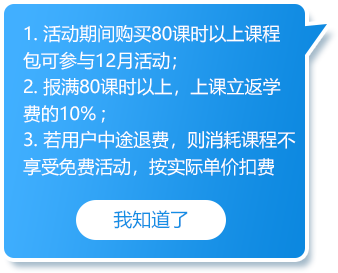 1. 活动期间购买80课时以上课程
包可参与12月活动；
2. 报满80课时以上，上课立返学
费的10%；
3. 若用户中途退费，则消耗课程不
享受免费活动，按实际单价扣费
我知道了